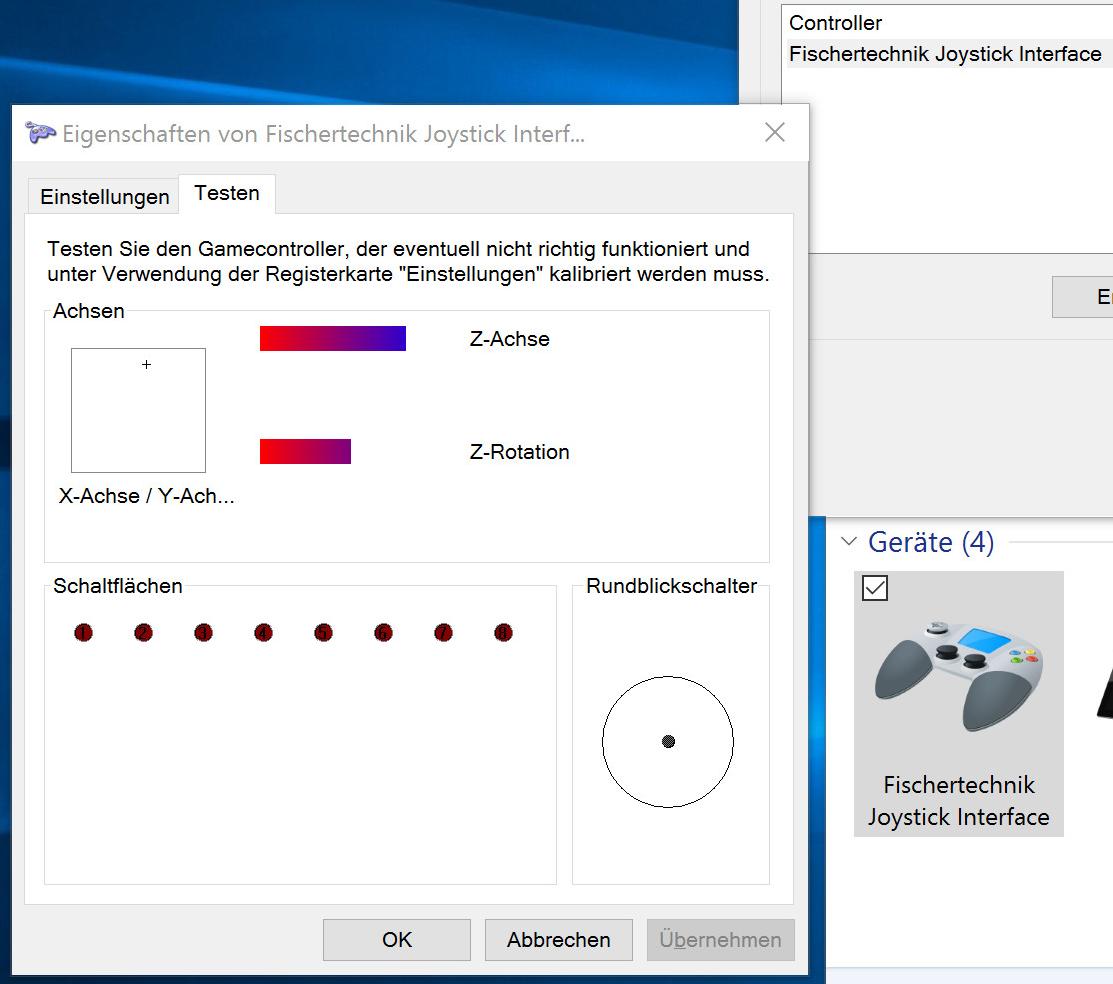 Controller
Fischertechnik Joystick Interface
Eigenschaften von Fischertechnik Joystick Interf...
Einstellungen
Testen
Testen Sie den Gamecontroller, der eventuell nicht richtig funktioniert und
unter Verwendung der Registerkarte "Einstellungen" kalibriert werden muss.
Achsen
Z-Achse
Z-Rotation
X-Achse / Y-Ach...
Schaltflächen
1 2 3 4 5 6 7 8
Rundblickschalter
OK
Abbrechen
Übernehmen
Geräte (4)
Fischertechnik
Joystick Interface